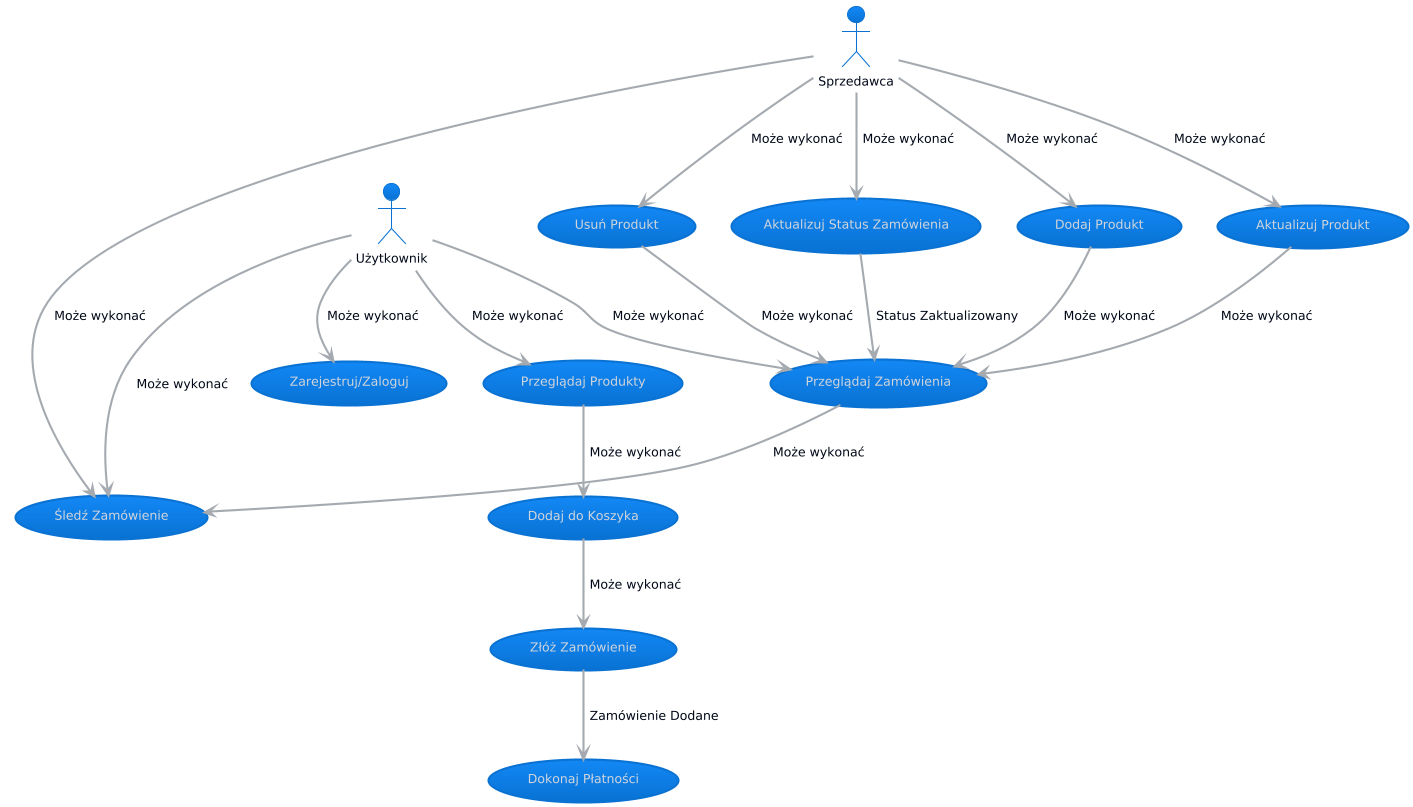 Sprzedawca
Może wykonać
Może wykonać
Może wykonać
Może wykonać
Usuń Produkt
Aktualizuj Status Zamówienia
Dodaj Produkt
Aktualizuj Produkt
Użytkownik
Może wykonać
Może wykonać
Może wykonać
Może wykonać
Może wykonać
Status Zaktualizowany
Może wykonać
Może wykonać
Może wykonać
Zarejestruj/Zaloguj
Przeglądaj Produkty
Przeglądaj Zamówienia
Może wykonać
Może wykonać
Śledź Zamówienie
Dodaj do Koszyka
Może wykonać
Złóż Zamówienie
Zamówienie Dodane
Dokonaj Płatności